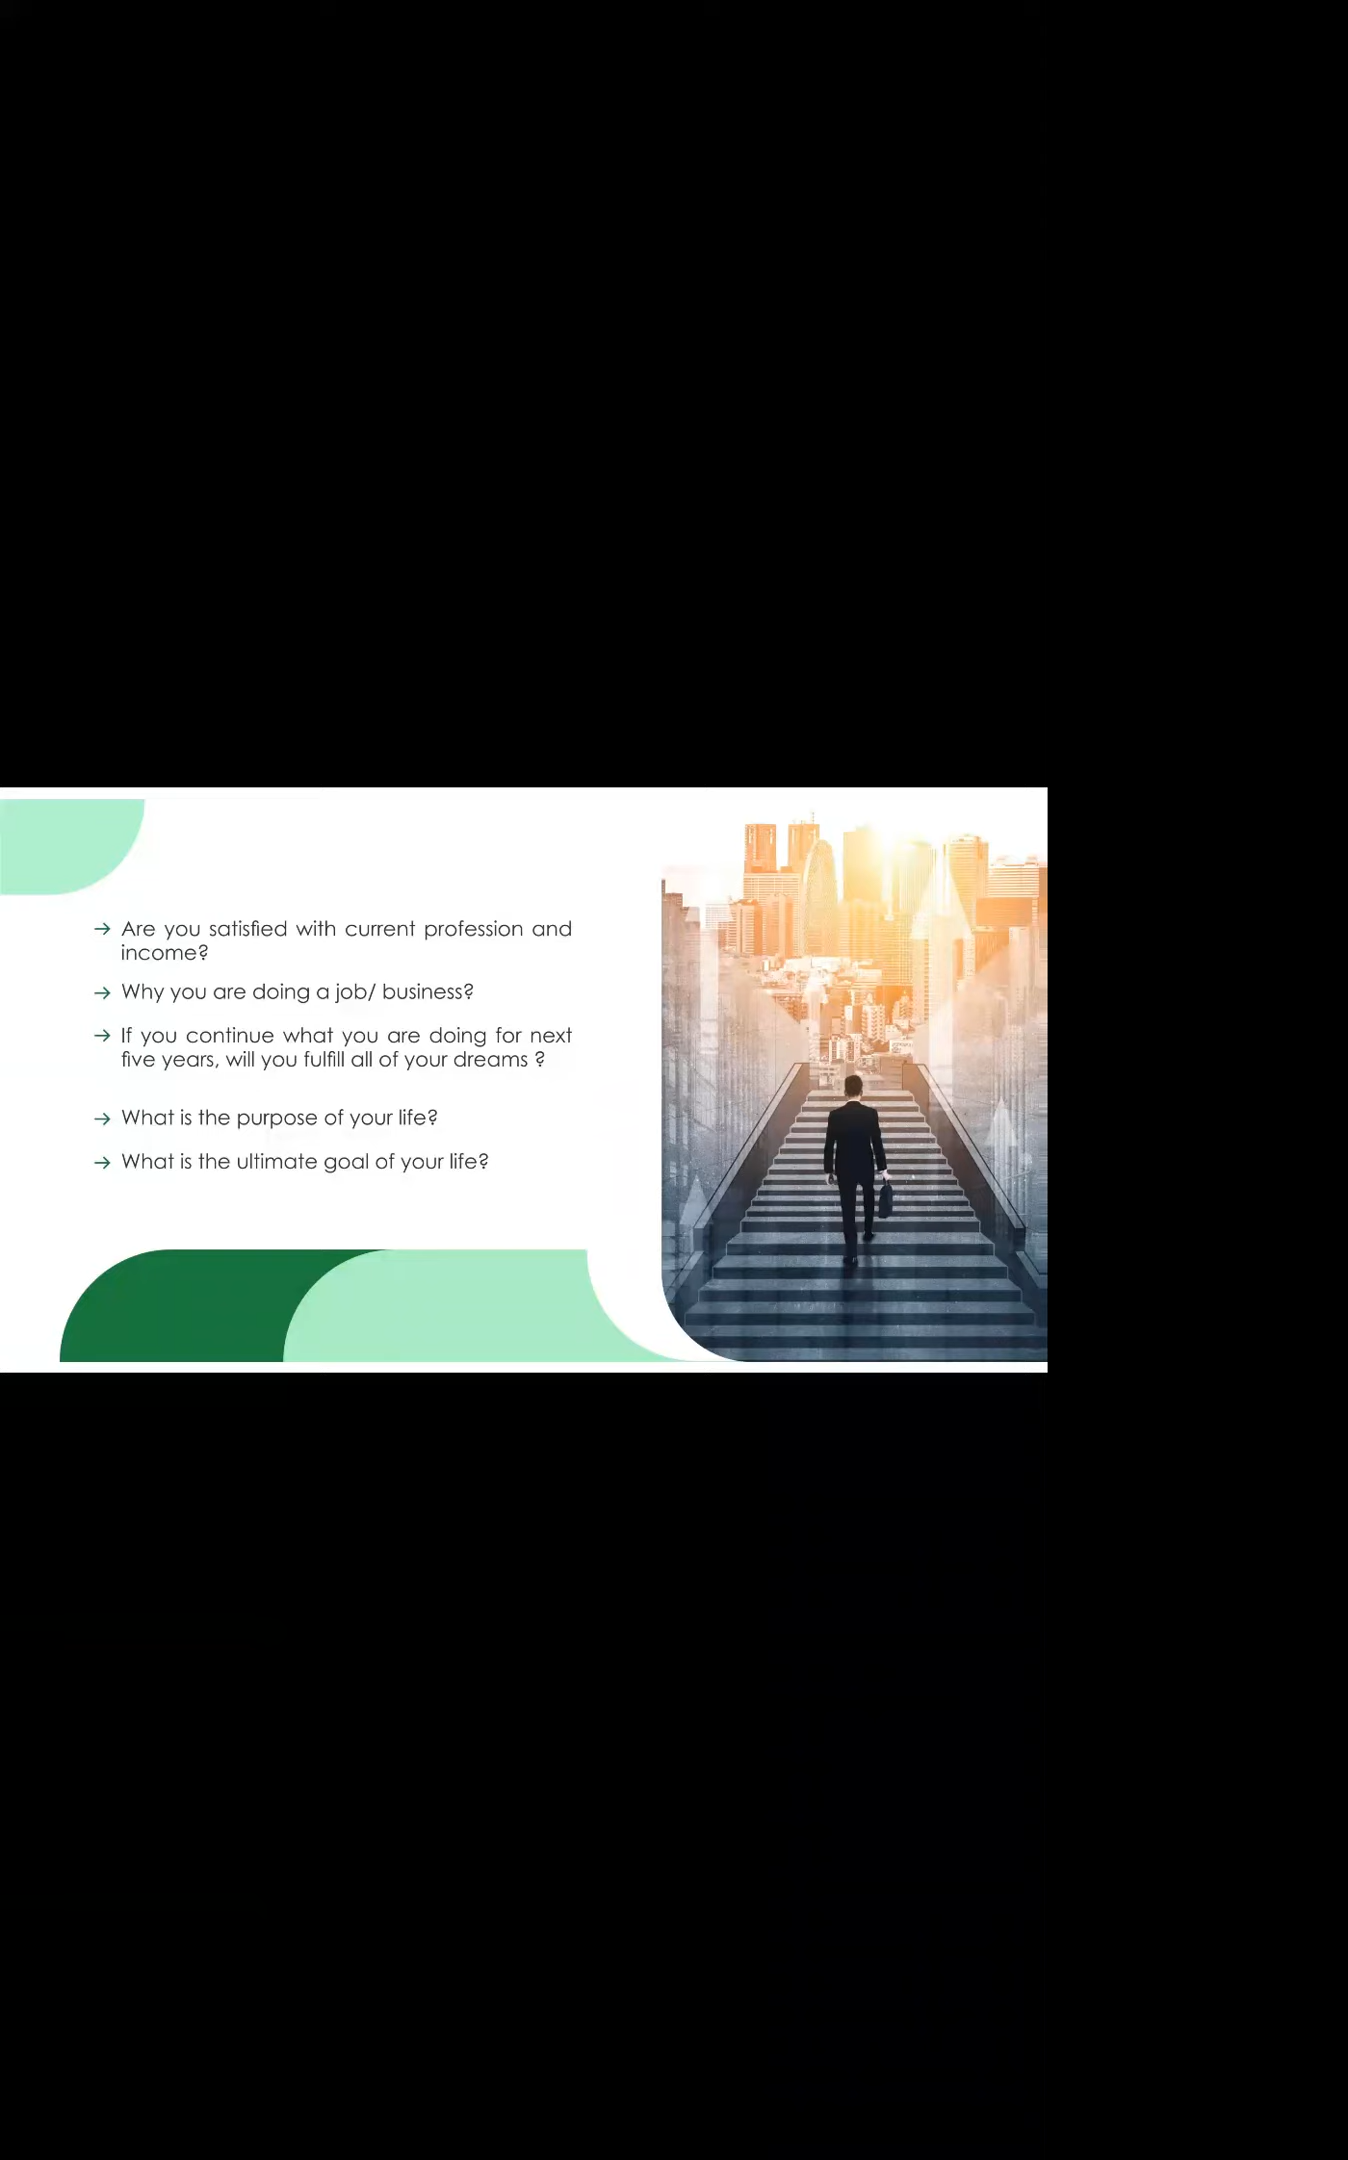 → Are you satisfied with current profession and
income?
→ Why you are doing a job/ business?
→ If you continue what you are doing for next
five years, will you fulfill all of your dreams ?
→ What is the purpose of your life?
→ What is the ultimate goal of your life?